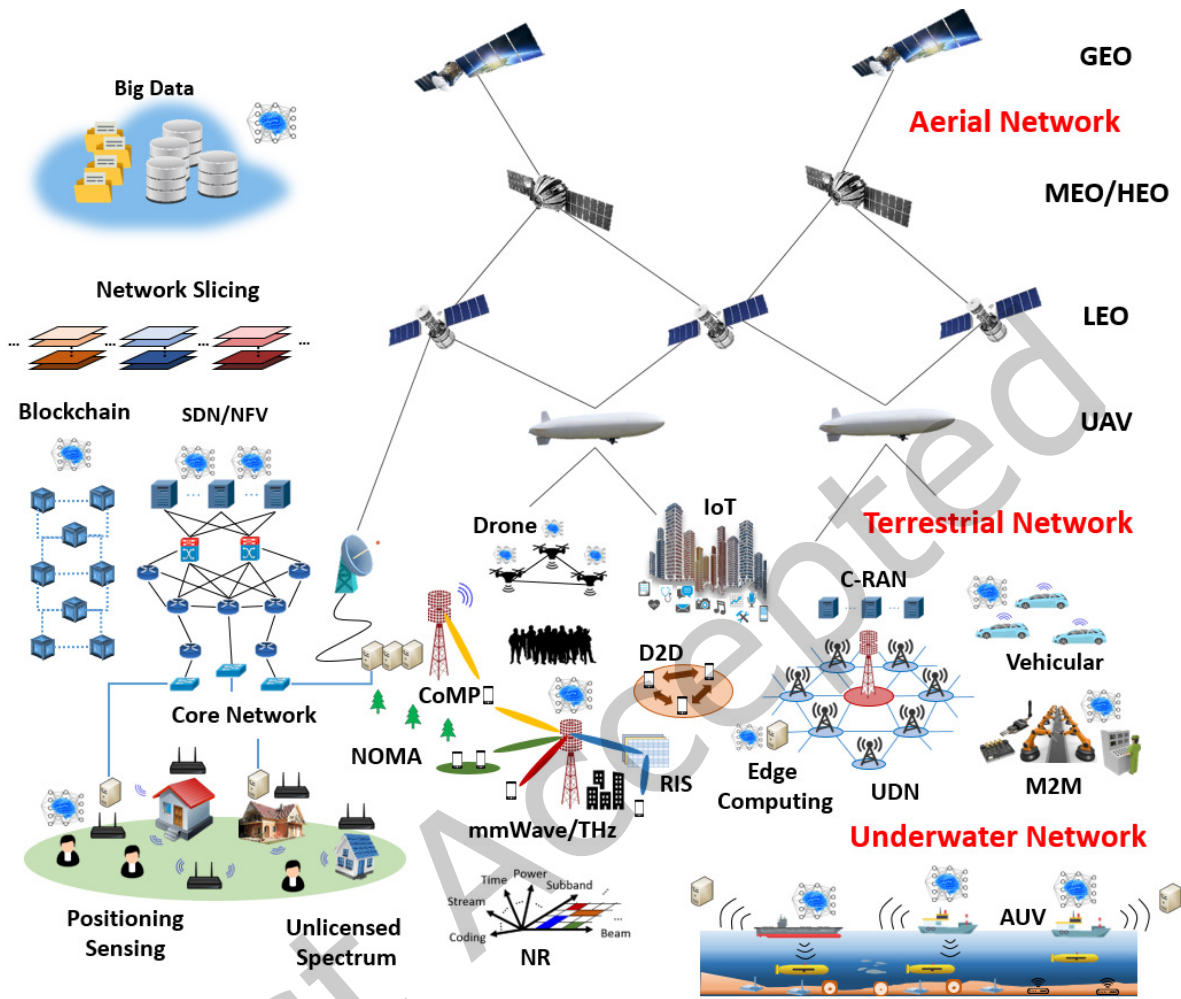 GEO
Big Data
Aerial Network
MEO/HEO
Network Slicing
LEO
... ... ... ...
Blockchain
SDN/NFV
UAV
Drone
IoT
Terrestrial Network
C-RAN
Vehicular
D2D
CoMP
Core Network
NOMA
RIS
Edge
Computing
UDN
M2M
mmWave/THz
Underwater Network
Positioning
Sensing
Unlicensed
Spectrum
Time
Power
Subband
Stream
Coding
Beam
NR
AUV
Accepted
st Accepted